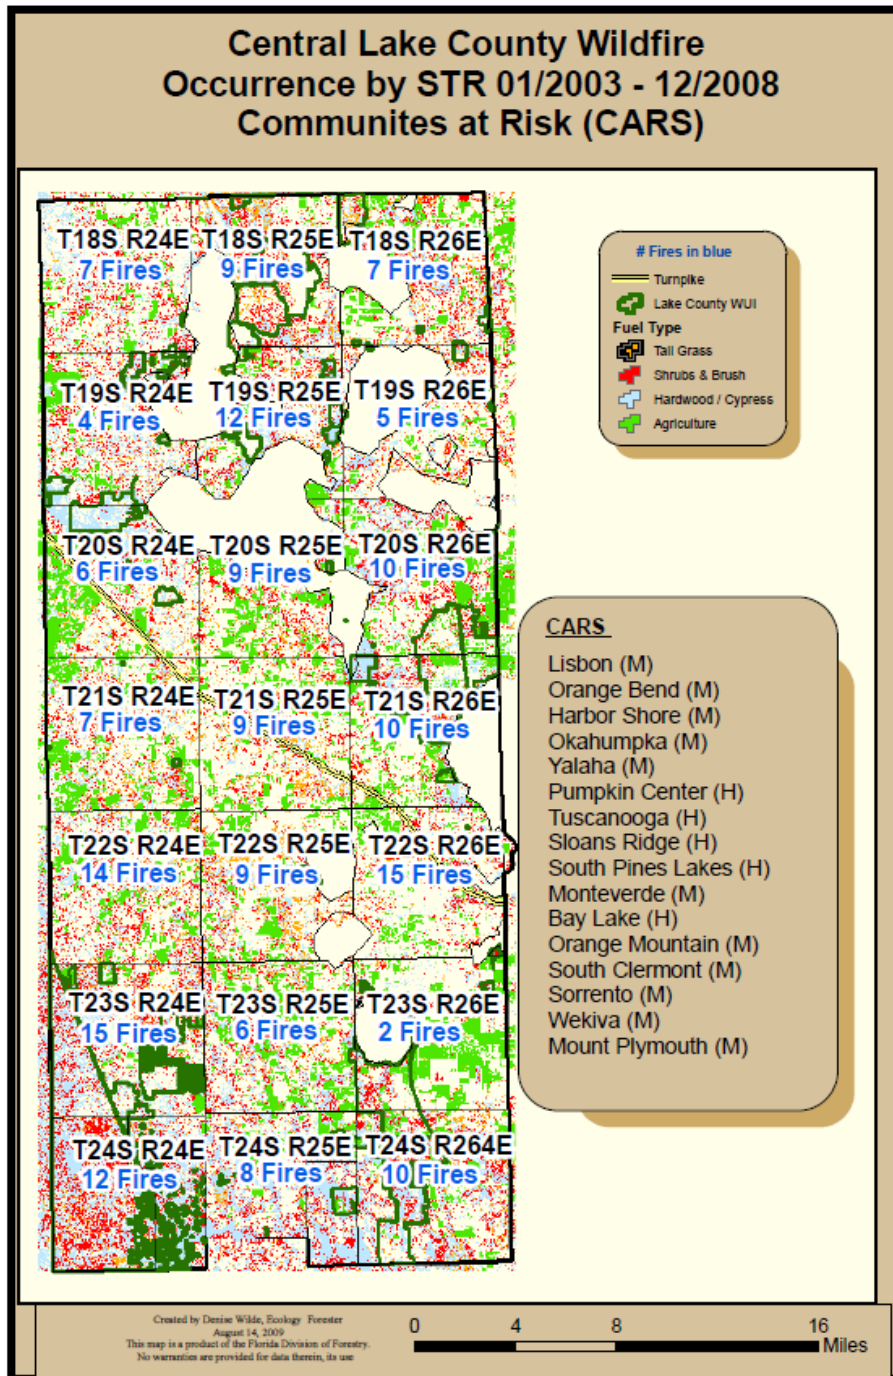 Central Lake County Wildfire
Occurrence by STR 01/2003 - 12/2008
Communites at Risk (CARS)
T18S R24E
7 Fires
T18S R25E
9 Fires
T18S R26E
7 Fires
T19S R24E
4 Fires
T19S R25E
12 Fires
T19S R26E
5 Fires
T20S R24E
6 Fires
T20S R25E
9 Fires
T20S R26E
10 Fires
T21S R24E
7 Fires
T21S R25E
9 Fires
T21S R26E
10 Fires
T22S R24E
14 Fires
T22S R25E
9 Fires
T22S R26E
15 Fires
T23S R24E
15 Fires
T23S R25E
6 Fires
T23S R26E
2 Fires
T24S R24E
12 Fires
T24S R25E
8 Fires
T24S R264E
10 Fires
# Fires in blue
Turnpike
Lake County WUI
Fuel Type
Tall Grass
Shrubs & Brush
Hardwood / Cypress
Agriculture
CARS
Lisbon (M)
Orange Bend (M)
Harbor Shore (M)
Okahumpka (M)
Yalaha (M)
Pumpkin Center (H)
Tuscanooga (H)
Sloans Ridge (H)
South Pines Lakes (H)
Monteverde (M)
Bay Lake (H)
Orange Mountain (M)
South Clermont (M)
Sorrento (M)
Wekiva (M)
Mount Plymouth (M)
Created by Denise Wilde, Ecology Forester
August 14, 2009
This map is a product of the Florida Division of Forestry.
No warranties are provided for data therein, its use
0 4 8 16
Miles